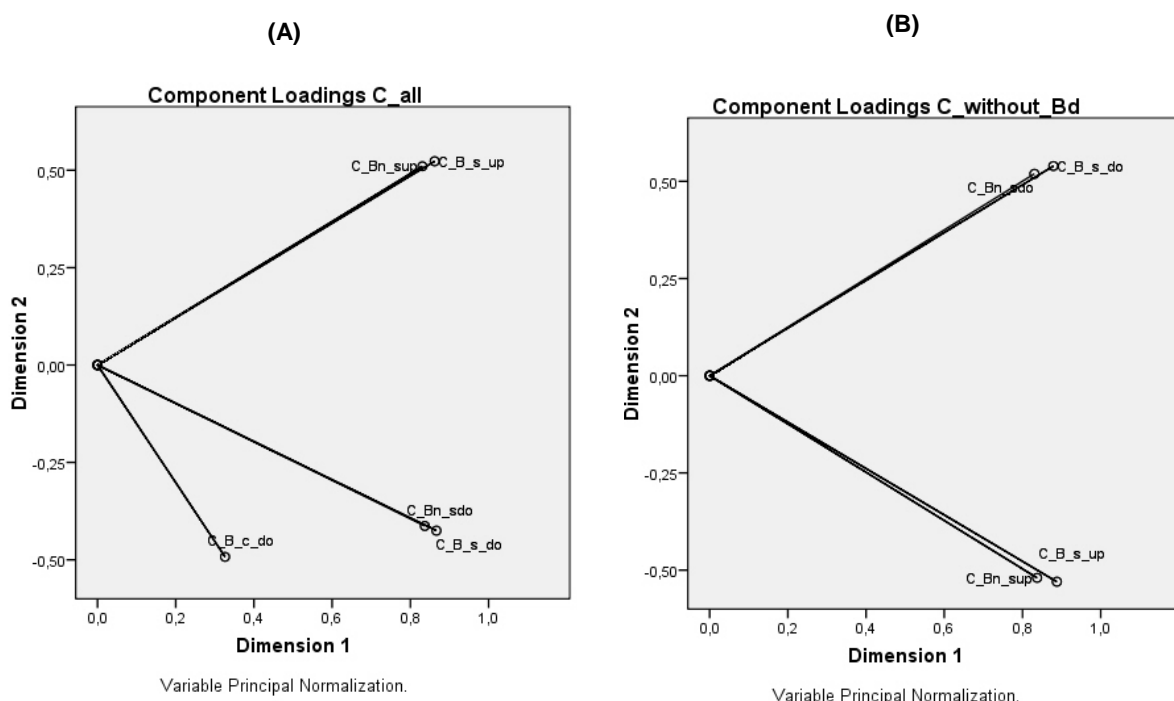 (A)
Component Loadings C_all
Dimension 2
0,50
0,25
0,00
-0,25
-0,50
C_Bn_sup
C_B_s_up
C_Bn_sdo
C_B_s_do
C_B_c_do
0,0
0,2
0,4
0,6
0,8
1,0
Dimension 1
Variable Principal Normalization.
(B)
Component Loadings C_without_Bd
Dimension 2
0,50
0,25
0,00
-0,25
-0,50
C_B_s_do
C_Bn_sdo
C_B_s_up
C_Bn_sup
0,0
0,2
0,4
0,6
0,8
1,0
Dimension 1
Variable Principal Normalization.